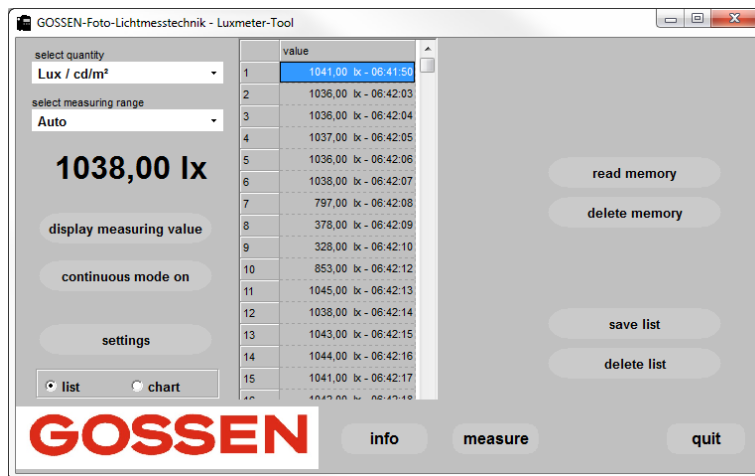 GOSSEN-Foto-Lichtmesstechnik - Luxmeter-Tool
select quantity
Lux / cd/m²
select measuring range
Auto
1038,00 lx
display measuring value
continuous mode on
settings
list
chart
value
1 1041,00 lx - 06:41:50
2 1036,00 lx - 06:42:03
3 1036,00 lx - 06:42:04
4 1037,00 lx - 06:42:05
5 1036,00 lx - 06:42:06
6 1038,00 lx - 06:42:07
7 797,00 lx - 06:42:08
8 378,00 lx - 06:42:09
9 328,00 lx - 06:42:10
10 853,00 lx - 06:42:12
11 1045,00 lx - 06:42:13
12 1038,00 lx - 06:42:14
13 1043,00 lx - 06:42:15
14 1044,00 lx - 06:42:16
15 1041,00 lx - 06:42:17
read memory
delete memory
save list
delete list
GOSSEN
info
measure
quit